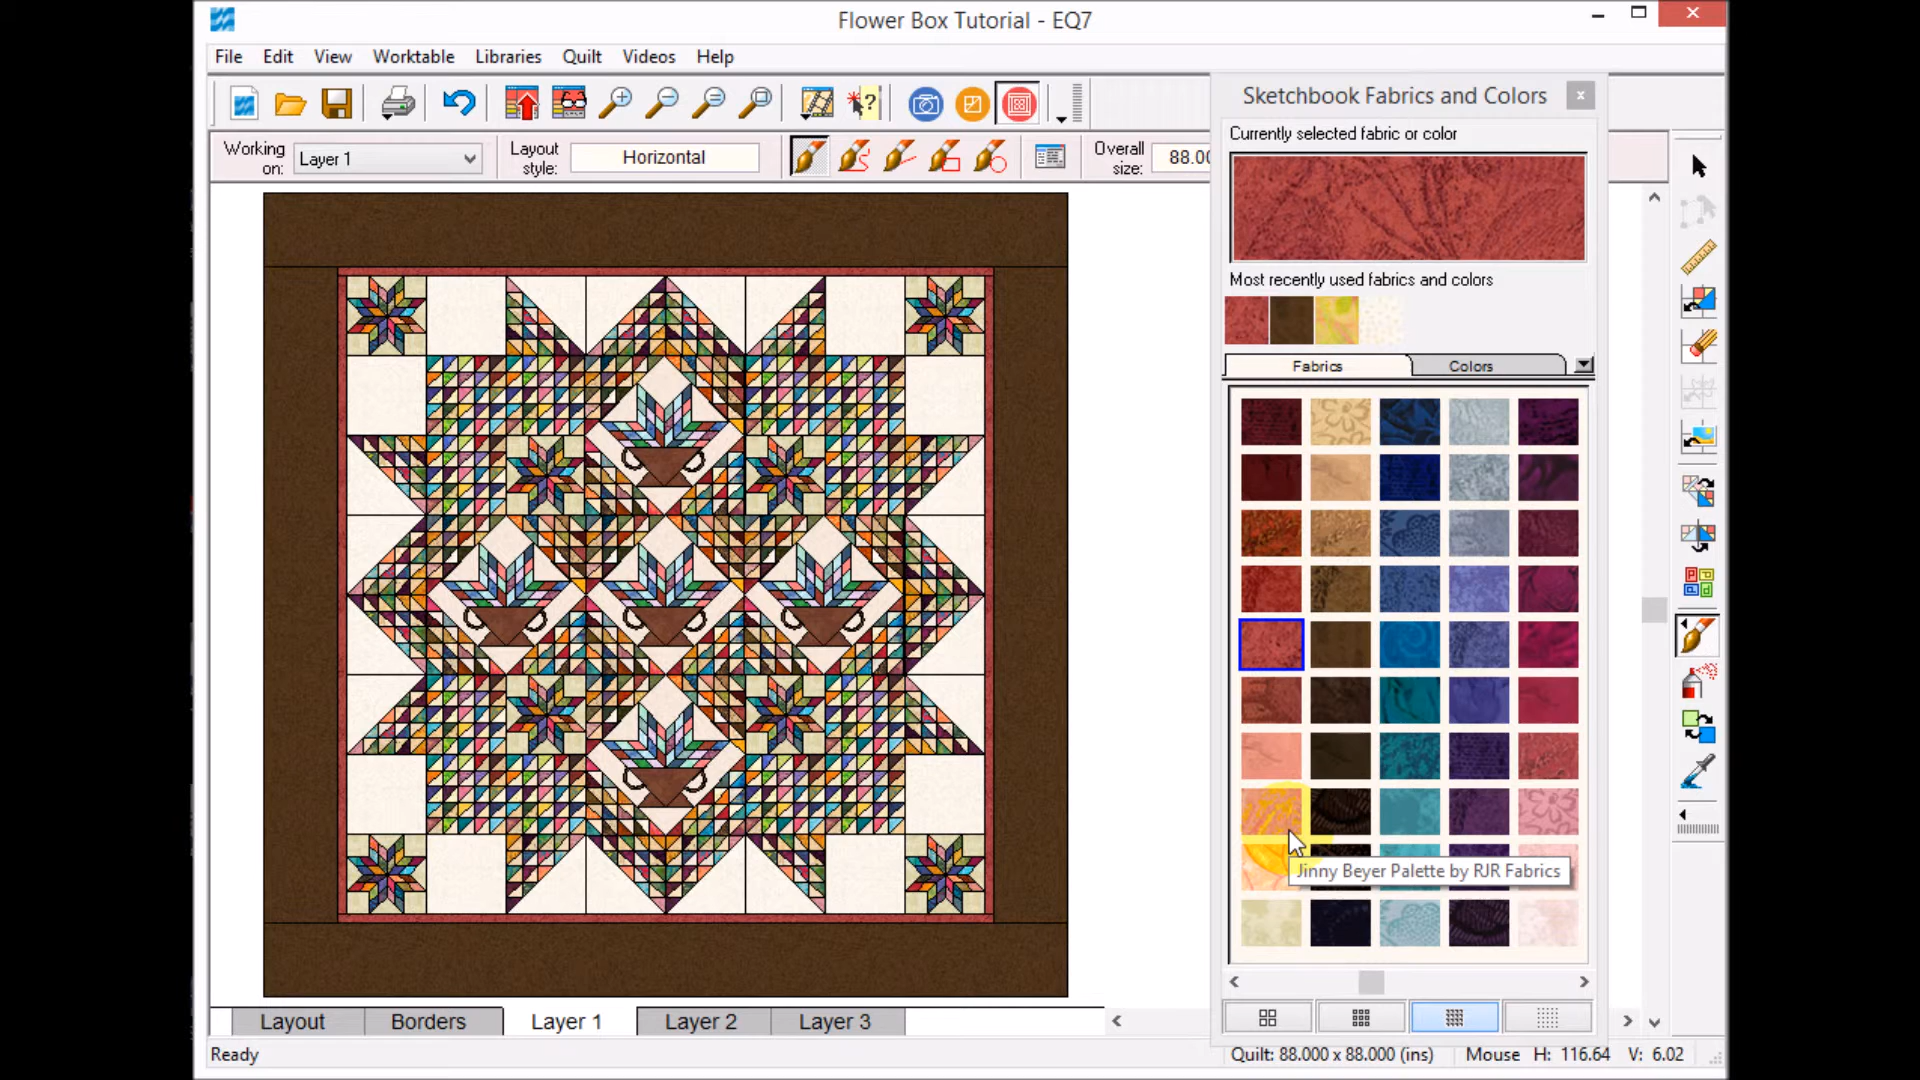 Flower Box Tutorial - EQ7
File Edit View Worktable Libraries Quilt Videos Help
Working on: Layer 1
Layout style: Horizontal
Overall size: 88.00
Sketchbook Fabrics and Colors
Currently selected fabric or color
Most recently used fabrics and colors
Fabrics Colors
Jinny Beyer Palette by RJR Fabrics
Layout Borders Layer 1 Layer 2 Layer 3
Ready Quilt: 88.000 x 88.000 (ins) Mouse H: 116.64 V: 6.02